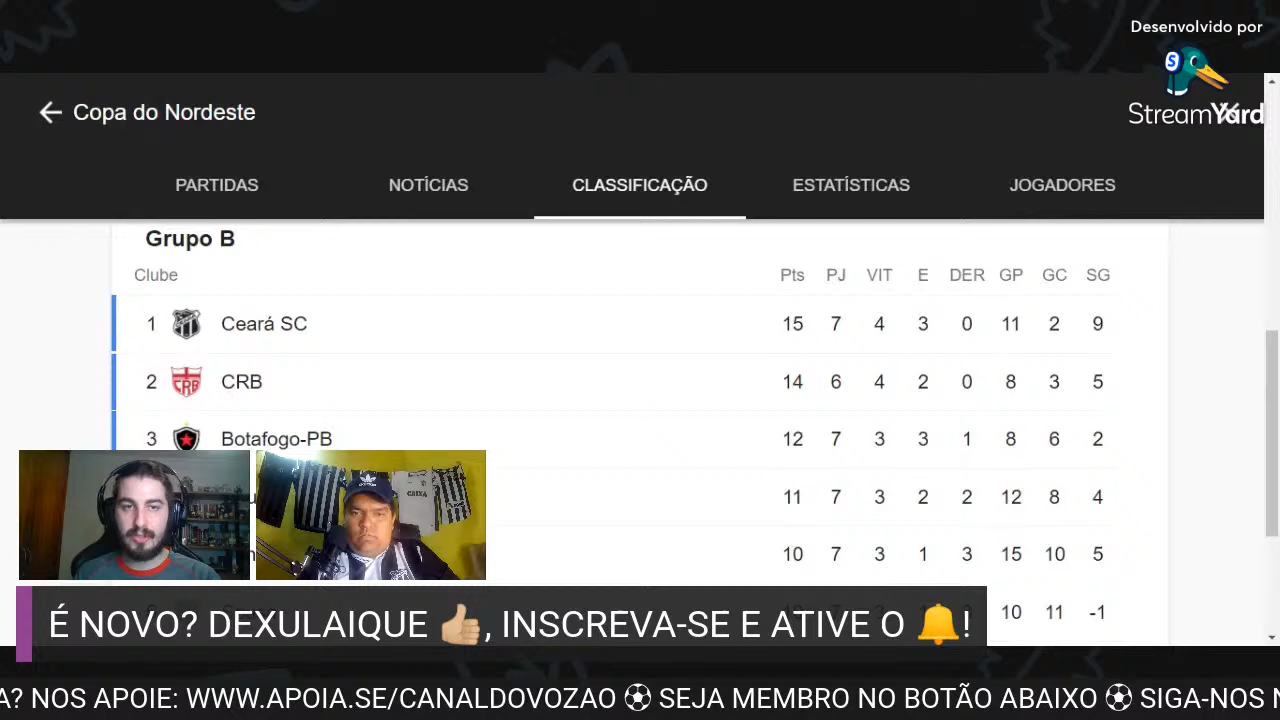 Desenvolvido por
StreamYard
Copa do Nordeste
PARTIDAS NOTÍCIAS CLASSIFICAÇÃO ESTATÍSTICAS JOGADORES
Grupo B
Clube Pts PJ VIT E DER GP GC SG
1 Ceará SC 15 7 4 3 0 11 2 9
2 CRB 14 6 4 2 0 8 3 5
3 Botafogo-PB 12 7 3 3 1 8 6 2
11 7 3 2 2 12 8 4
10 7 3 1 3 15 10 5
10 11 -1
CAIXA
É NOVO? DEXULAIQUE 👍🏼, INSCREVA-SE E ATIVE O 🔔!
A? NOS APOIE: WWW.APOIA.SE/CANALDOVOZAO ⚽ SEJA MEMBRO NO BOTÃO ABAIXO ⚽ SIGA-NOS N